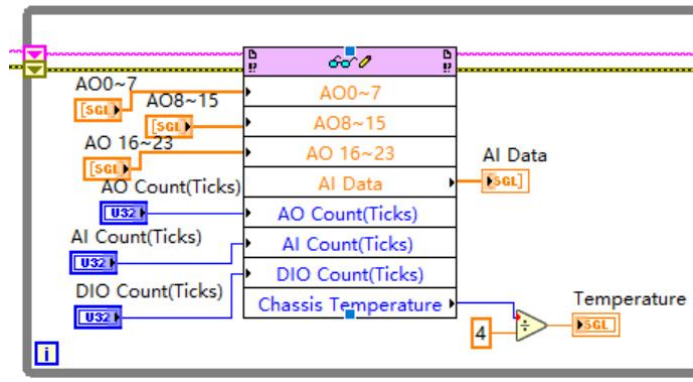 AO0~7
[SGL]
AO8~15
[SGL]
AO 16~23
[SGL]
AO Count(Ticks)
U32
AI Count(Ticks)
U32
DIO Count(Ticks)
U32
AO0~7
AO8~15
AO 16~23
AI Data
AO Count(Ticks)
AI Count(Ticks)
DIO Count(Ticks)
Chassis Temperature
AI Data
SGL]
4
÷
Temperature
SGL
i